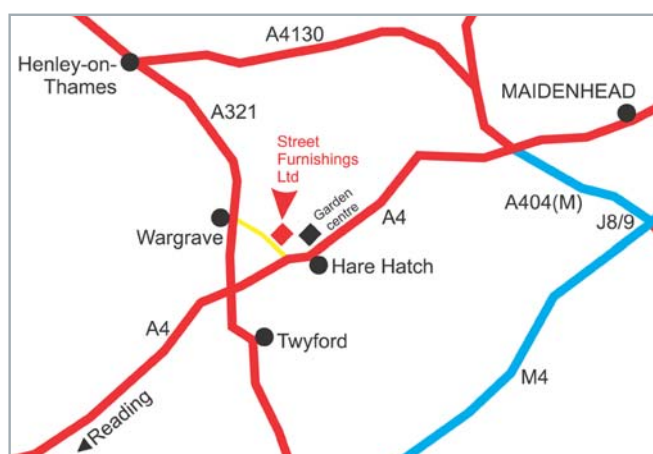 A4130
Henley-on-
Thames
MAIDENHEAD
A321
Street
Furnishings
Ltd
Garden
centre
A404(M)
J8/9
A4
Wargrave
Hare Hatch
A4
Twyford
M4
Reading